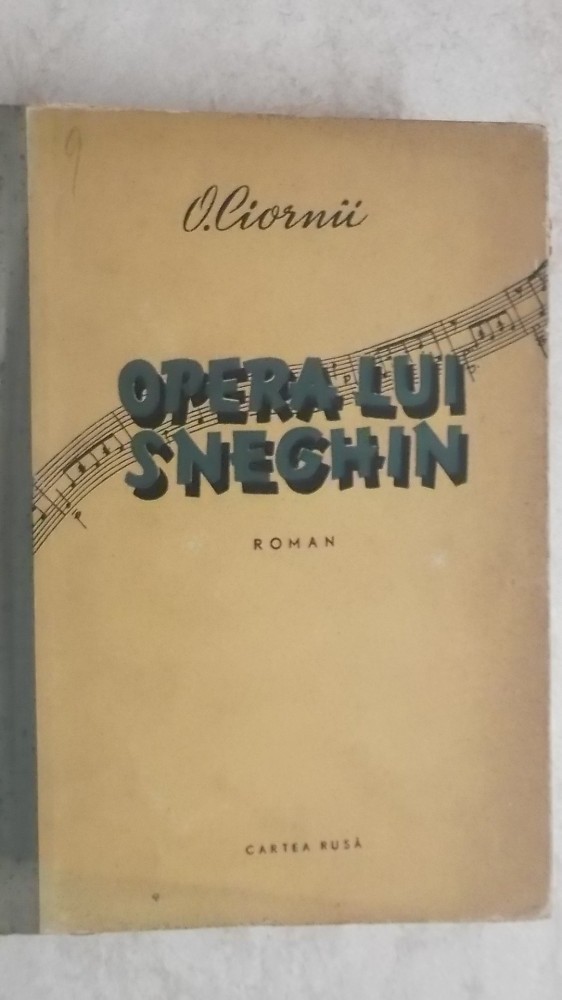 9
O. Ciornîi
OPERA LUI
SNEGHIN
ROMAN
CARTEA RUSĂ